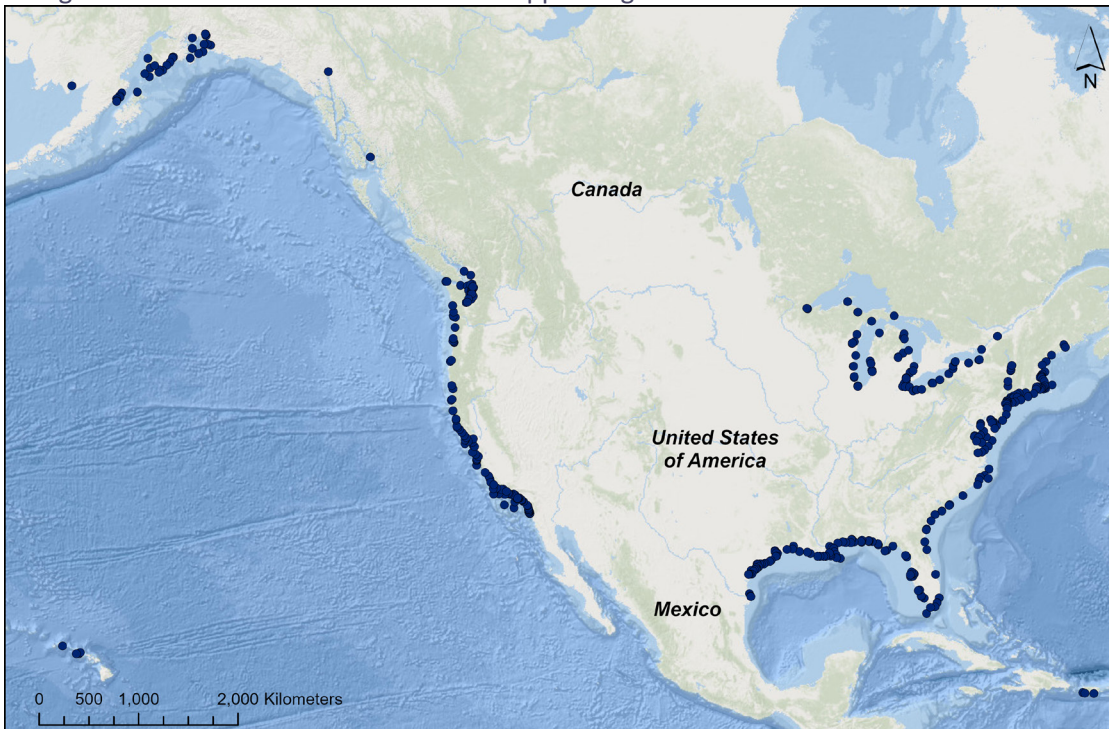 N
Canada
United States
of America
Mexico
0 500 1,000 2,000 Kilometers